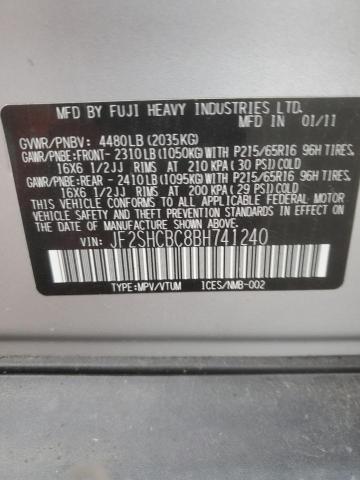 MFD BY FUJI HEAVY INDUSTRIES LTD. 01/11
GVWR/PNBV: 4480LB (2035KG)
GAWR/PNBE:FRONT-2310LB (1050KG) WITH P215/65R16 96H TIRES
16X6 1/2JJ RIMS AT 210 KPA (30 PSI) COLD
GAWR/PNBE:REAR -2410LB (1095KG) WITH P215/65R16 96H TIRES
16X6 1/2JJ RIMS AT 200 KPA (29 PSI) COLD
THIS VEHICLE CONFORMS TO ALL APPLICABLE FEDERAL MOTOR
VEHICLE SAFETY AND BUMPER STANDARDS IN EFFECT ON THE DATE OF
MANUFACTURE SHOWN ABOVE.
VIN: JF2SHCBC8BH741240
TYPE:MPV/VTUM ICES/NMB-002